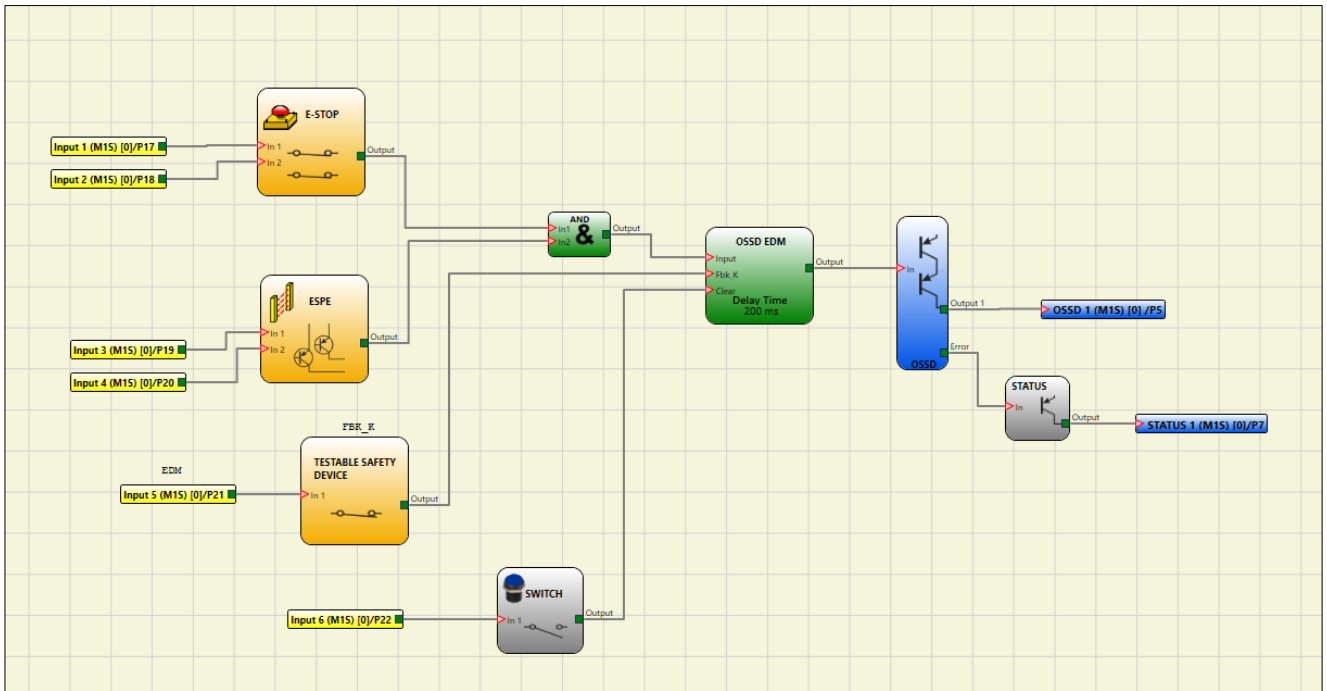 E-STOP
Input 1 (M1S) [0]/P17
In 1
Output
In 2
Input 2 (M1S) [0]/P18
AND
&
In1
In2
Output
OSSD EDM
Input
Fbk_K
Clear
Delay Time
200 ms
Output
In
Output 1
OSSD 1 (M1S) [0] /P5
Error
OSSD
ESPE
In 1
Output
In 2
Input 3 (M1S) [0]/P19
Input 4 (M1S) [0]/P20
STATUS
In
Output
STATUS 1 (M1S) [0]/P7
FBK_K
TESTABLE SAFETY
DEVICE
EDM
Input 5 (M1S) [0]/P21
In 1
Output
SWITCH
Input 6 (M1S) [0]/P22
In 1
Output